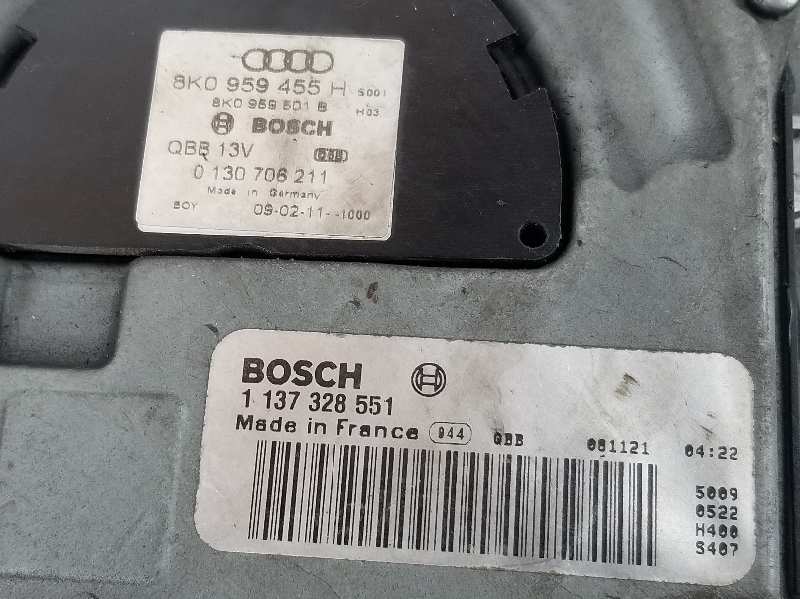 8K0 959 455 H S001
8K0 959 501 B H03
BOSCH
QBB 13V
0 130 706 211
Made in Germany
BOY 09-02-11--1000
BOSCH
1 137 328 551
Made in France 944 QBB 081121 04:22
5009
0522
H400
S407